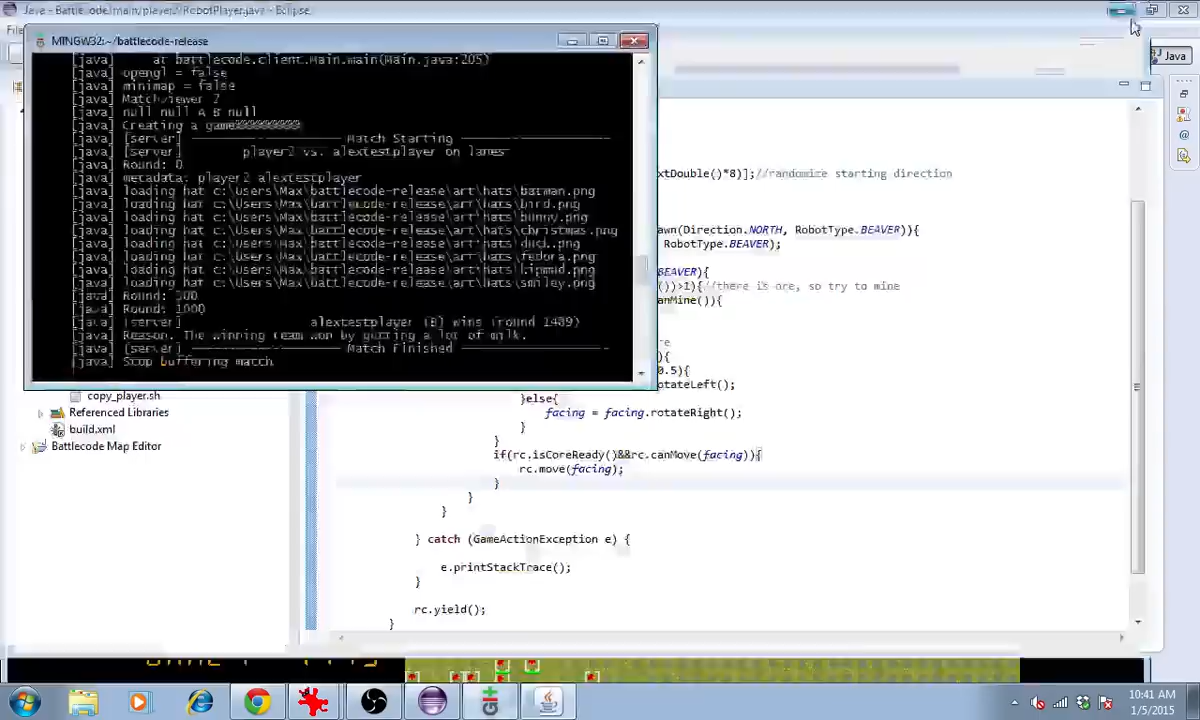 Java - Battlecode/main/player7/RobotPlayer.java - Eclipse
MINGW32:~/battlecode-release
[java] at battlecode.client.Main.main(Main.java:205)
[java] opengl = false
[java] minimap = false
[java] Matchviewer ?
[java] null null A B null
[java] Creating a game
[java] [server] Match Starting
[java] [server] player2 vs. alextestplayer on lanes
[java] Round: 0
[java] metadata: player2 alextestplayer
[java] loading hat c:\Users\Max\battlecode-release\art\hats\batman.png
[java] loading hat c:\Users\Max\battlecode-release\art\hats\bird.png
[java] loading hat c:\Users\Max\battlecode-release\art\hats\bunny.png
[java] loading hat c:\Users\Max\battlecode-release\art\hats\christmas.png
[java] loading hat c:\Users\Max\battlecode-release\art\hats\
[java] loading hat c:\Users\Max\battlecode-release\art\hats\fedora.png
[java] loading hat c:\Users\Max\battlecode-release\art\hats\
[java] loading hat c:\Users\Max\battlecode-release\art\hats\smiley.png
[java] Round: 500
[java] Round: 1000
[java] [server] alextestplayer (B) wins (round 1489)
[java] Reason: The winning team won by getting a lot of milk.
[java] [server] Match Finished
[java] Stop buffering match
Java
xtDouble()*8)];//randomize starting direction
awn(Direction.NORTH, RobotType.BEAVER)){
RobotType.BEAVER);
BEAVER){
())>1){//there is ore, so try to mine
anMine()){
re
){
0.5){
otateLeft();
}else{
facing = facing.rotateRight();
}
}
if(rc.isCoreReady()&&rc.canMove(facing)){
rc.move(facing);
}
}
}
} catch (GameActionException e) {
e.printStackTrace();
}
rc.yield();
}
copy_player.sh
Referenced Libraries
build.xml
Battlecode Map Editor
10:41 AM
1/5/2015